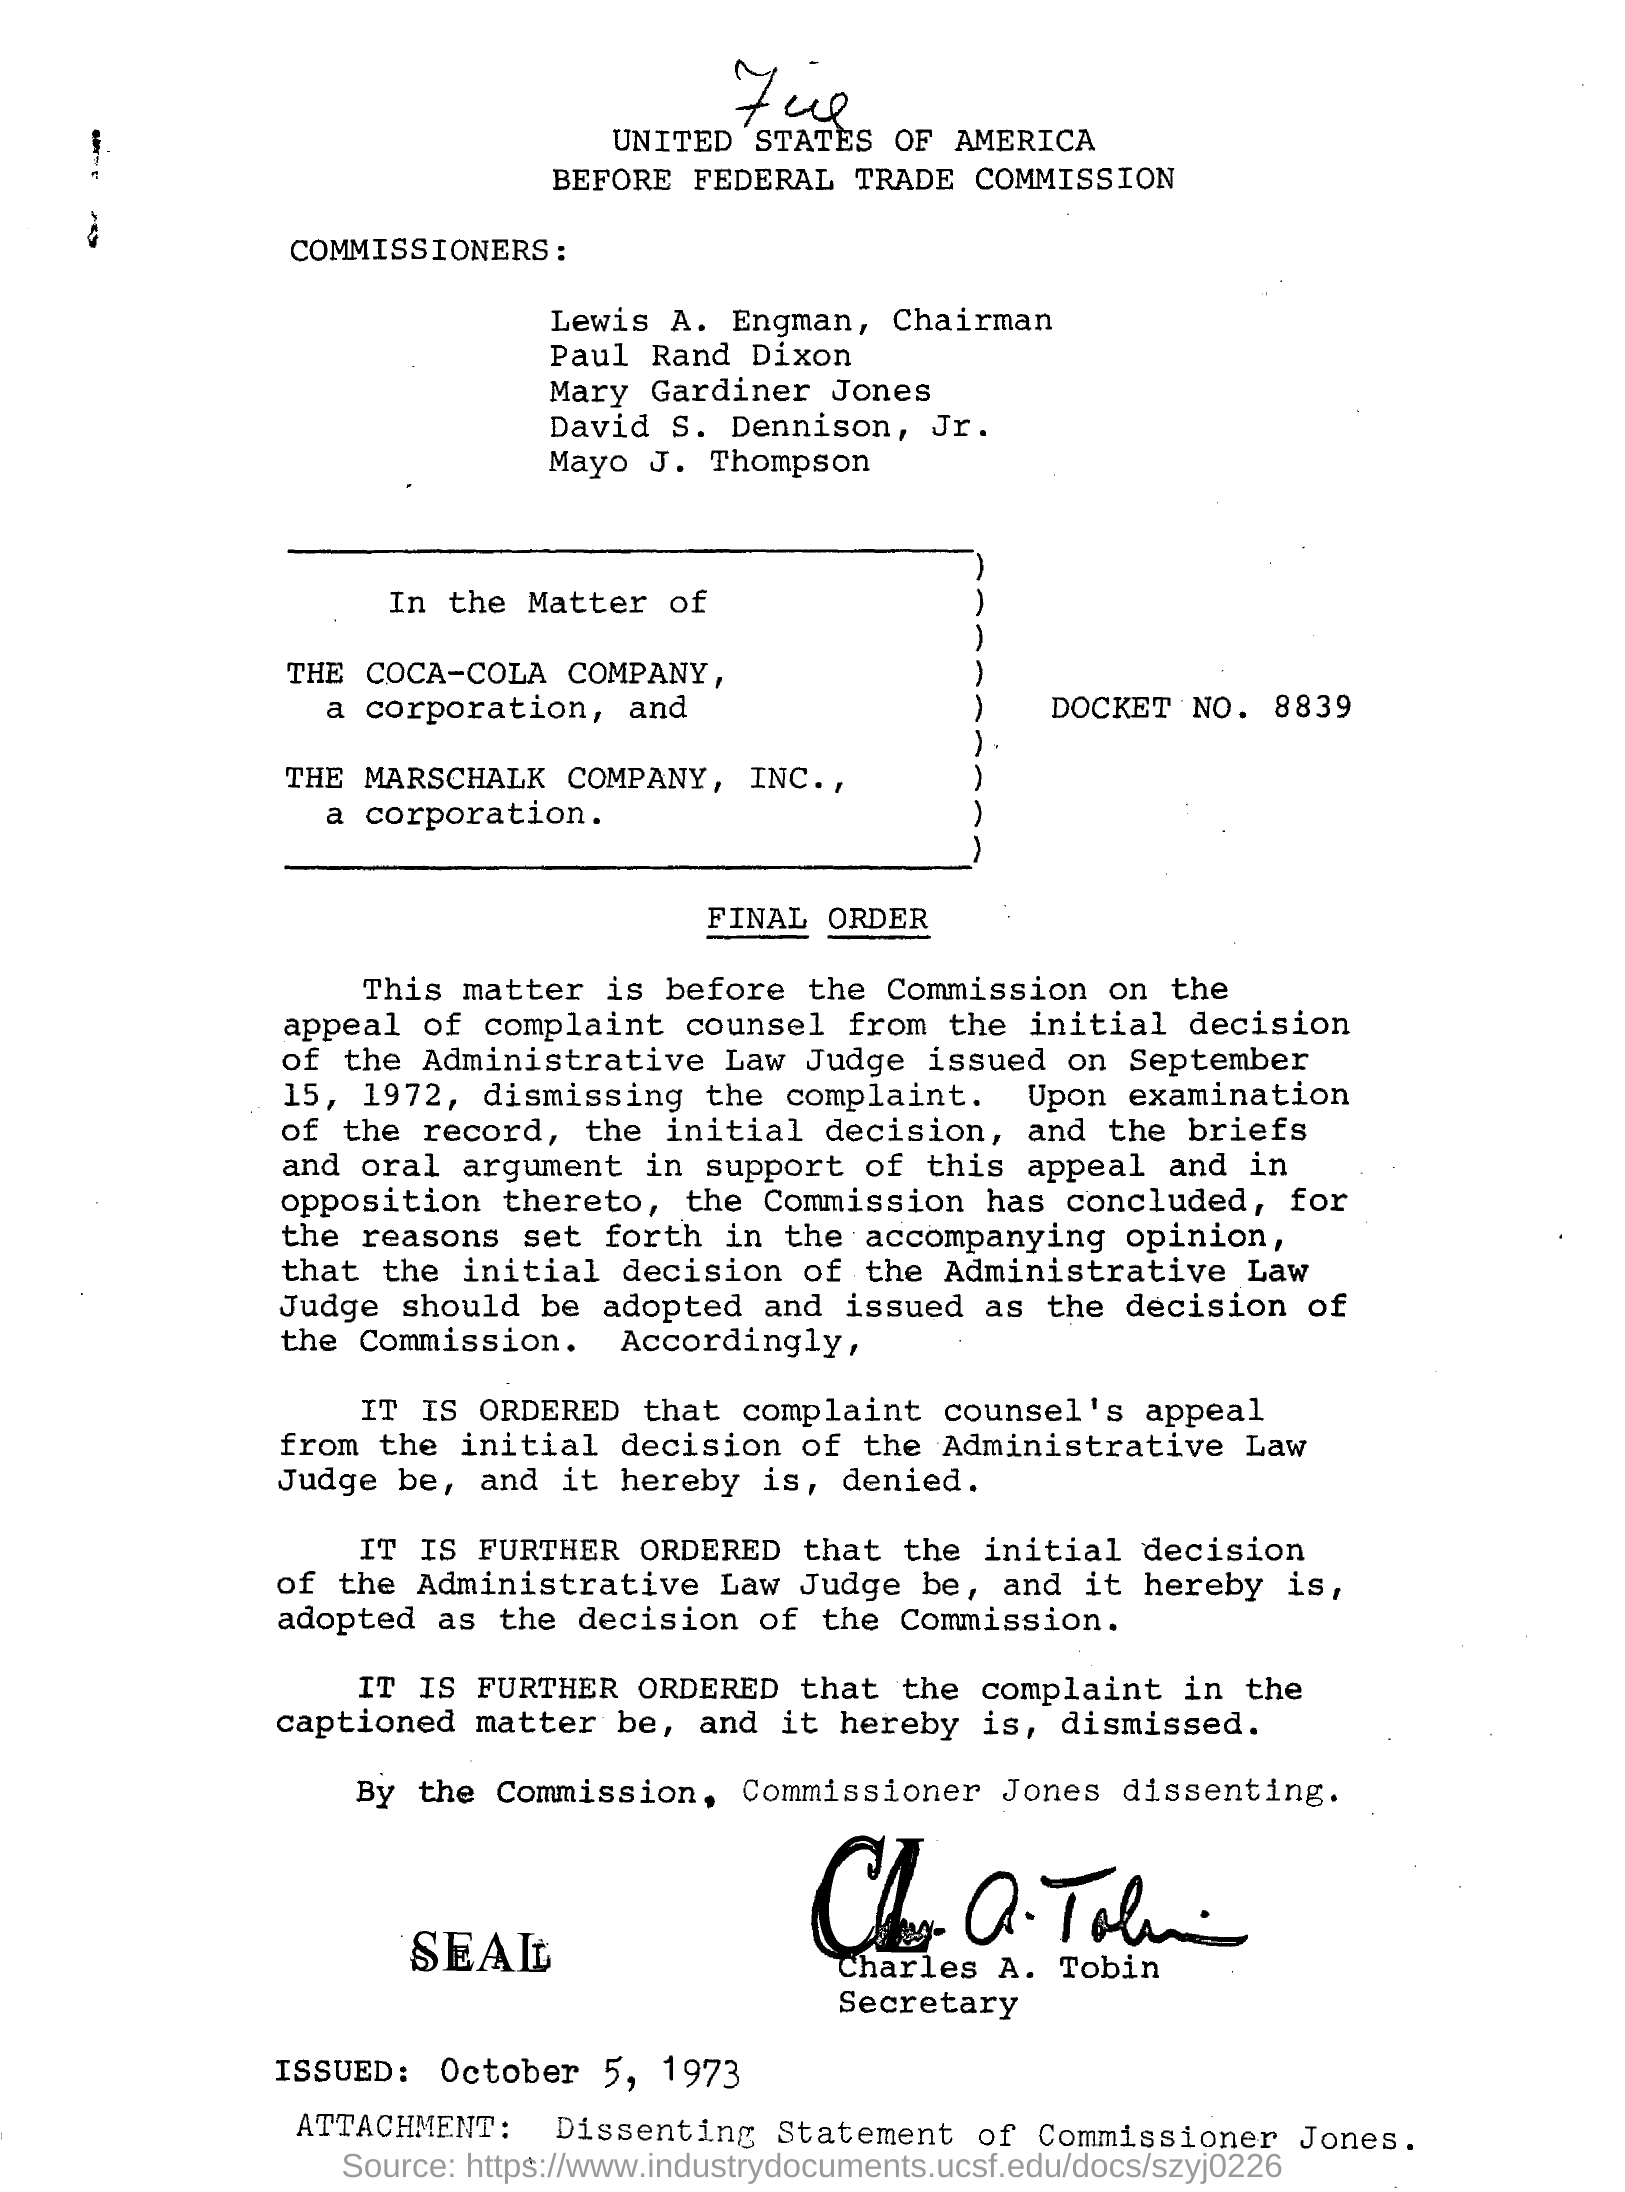 File
UNITED STATES OF AMERICA
BEFORE FEDERAL TRADE COMMISSION
COMMISSIONERS:
Lewis A. Engman, Chairman
Paul Rand Dixon
Mary Gardiner Jones
David S. Dennison, Jr.
Mayo J. Thompson
)
In the Matter of )
)
THE COCA-COLA COMPANY, )
a corporation, and ) DOCKET NO. 8839
)
THE MARSCHALK COMPANY, INC., )
a corporation. )
)
FINAL ORDER
This matter is before the Commission on the
appeal of complaint counsel from the initial decision
of the Administrative Law Judge issued on September
15, 1972, dismissing the complaint. Upon examination
of the record, the initial decision, and the briefs
and oral argument in support of this appeal and in
opposition thereto, the Commission has concluded, for
the reasons set forth in the accompanying opinion,
that the initial decision of the Administrative Law
Judge should be adopted and issued as the decision of
the Commission. Accordingly,
IT IS ORDERED that complaint counsel's appeal
from the initial decision of the Administrative Law
Judge be, and it hereby is, denied.
IT IS FURTHER ORDERED that the initial decision
of the Administrative Law Judge be, and it hereby is,
adopted as the decision of the Commission.
IT IS FURTHER ORDERED that the complaint in the
captioned matter be, and it hereby is, dismissed.
By the Commission, Commissioner Jones dissenting.
Chas. A. Tobin
SEAL
Charles A. Tobin
Secretary
ISSUED: October 5, 1973
ATTACHMENT: Dissenting Statement of Commissioner Jones.
Source: https://www.industrydocuments.ucsf.edu/docs/szyj0226